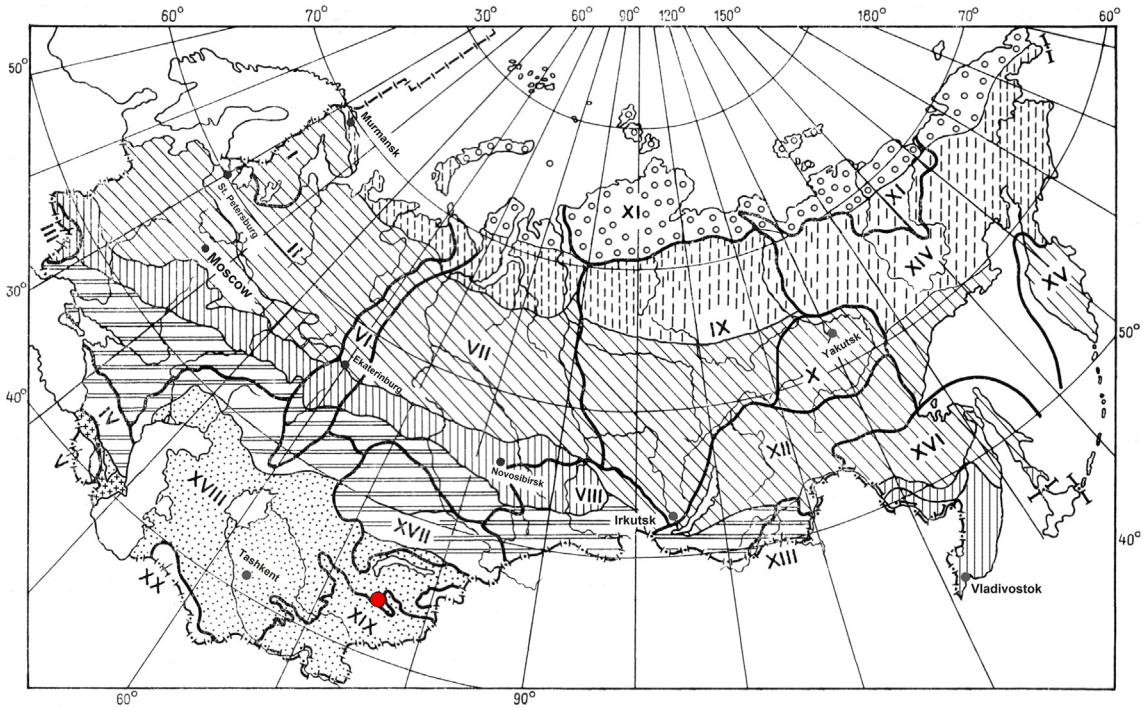 60° 70° 30° 60° 90° 120° 150° 180° 70° 60°
50°
Murmansk
I
St. Petersburg
XI
XI
III
II
Moscow
XIV
XV
30°
IX
VI
VII
Yakutsk
50°
Ekaterinburg
X
40°
IV
XII
XVI
V
Novosibirsk
XVIII
VIII
Irkutsk
XVII
XIII
40°
Tashkent
XX
Vladivostok
XIX
60° 90°